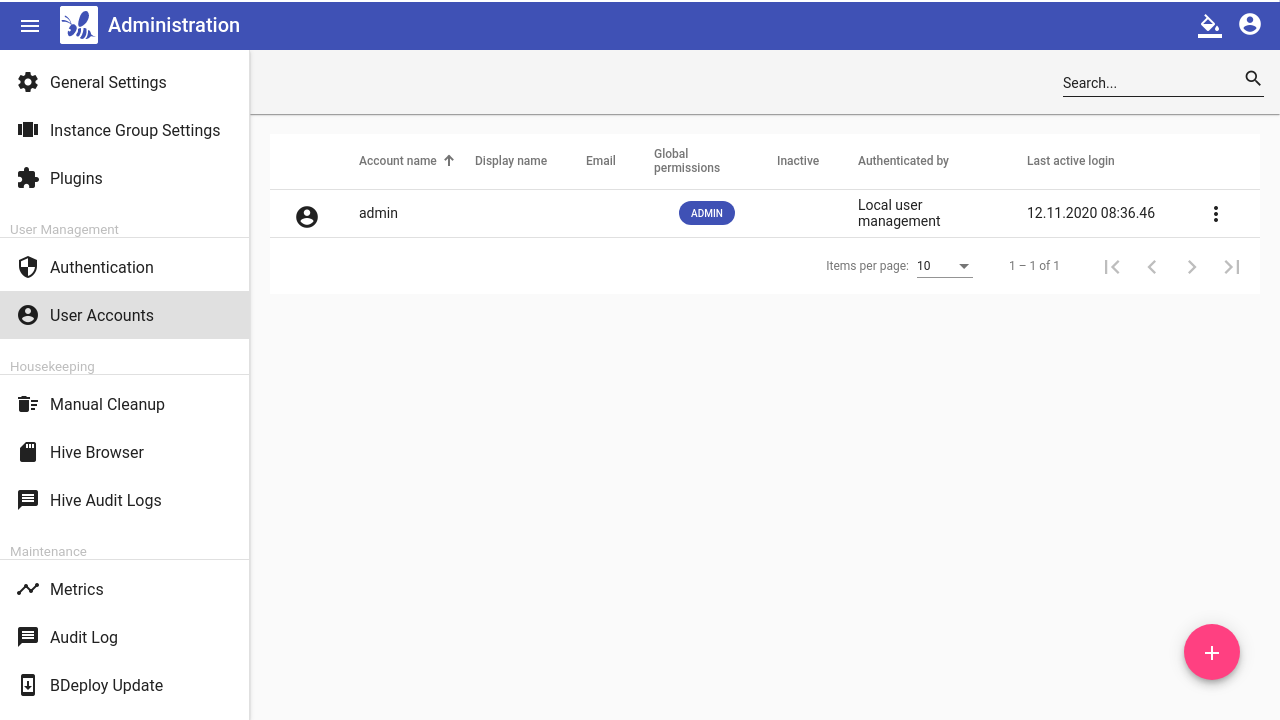 Administration
General Settings
Instance Group Settings
Plugins
User Management
Authentication
User Accounts
Housekeeping
Manual Cleanup
Hive Browser
Hive Audit Logs
Maintenance
Metrics
Audit Log
BDeploy Update
Search...
Account name Display name Email Global permissions Inactive Authenticated by Last active login
admin ADMIN Local user management 12.11.2020 08:36.46
Items per page: 10 1 – 1 of 1